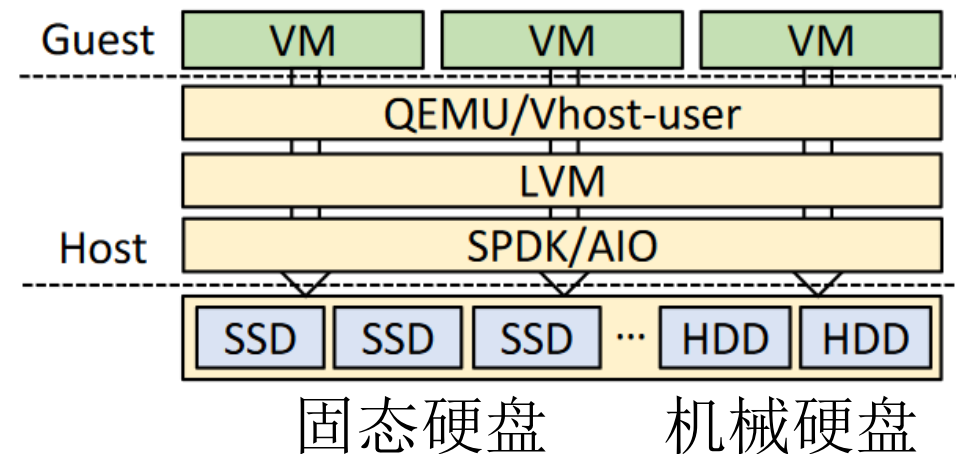 Guest VM VM VM
QEMU/Vhost-user
LVM
Host SPDK/AIO
SSD SSD SSD ... HDD HDD
固态硬盘 机械硬盘